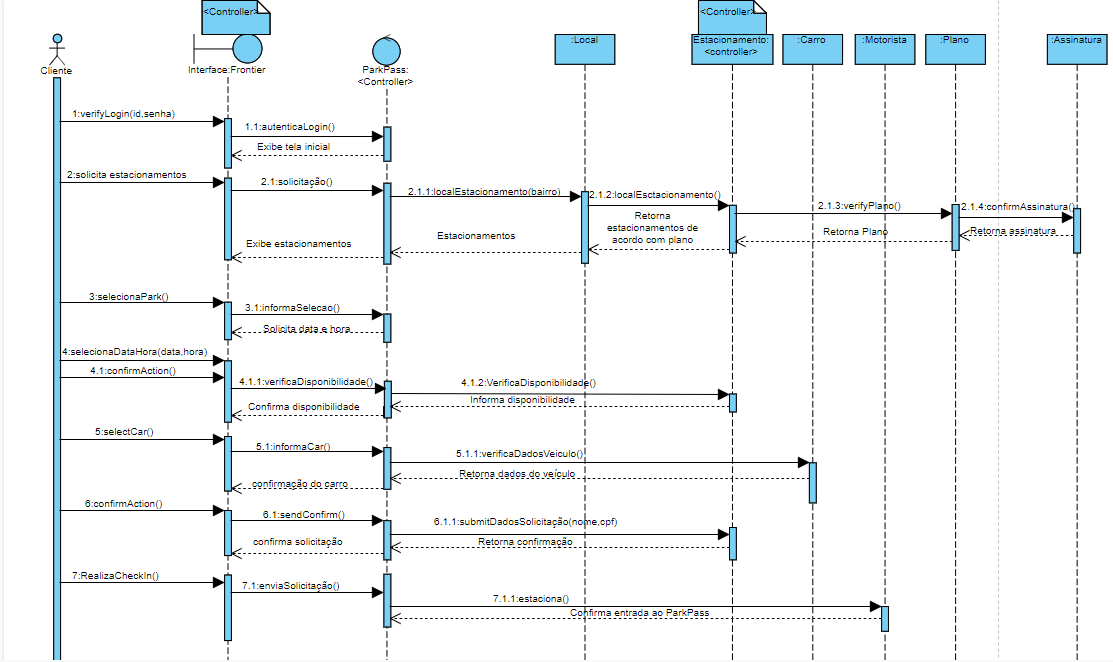 <Controller>
<Controller>
Cliente
Interface:Frontier
ParkPass:
<Controller>
:Local
Estacionamento:
<controller>
:Carro
:Motorista
:Plano
:Assinatura
1:verifyLogin(id,senha)
1.1:autenticaLogin()
Exibe tela inicial
2:solicita estacionamentos
2.1:solicitação()
2.1.1:localEstacionamento(bairro)
2.1.2:localEsctacionamento()
2.1.3:verifyPlano()
2.1.4:confirmAssinatura()
Retorna assinatura
Retorna Plano
Retorna
estacionamentos de
acordo com plano
Estacionamentos
Exibe estacionamentos
3:selecionaPark()
3.1:informaSelecao()
Solicita data e hora
4:selecionaDataHora(data,hora)
4.1:confirmAction()
4.1.1:verificaDisponibilidade()
4.1.2:VerificaDisponibilidade()
Informa disponibilidade
Confirma disponibilidade
5:selectCar()
5.1:informaCar()
5.1.1:verificaDadosVeiculo()
Retorna dados do veículo
confirmação do carro
6:confirmAction()
6.1:sendConfirm()
6.1.1:submitDadosSolicitação(nome,cpf)
Retorna confirmação
confirma solicitação
7:RealizaCheckIn()
7.1:enviaSolicitação()
7.1.1:estaciona()
Confirma entrada ao ParkPass